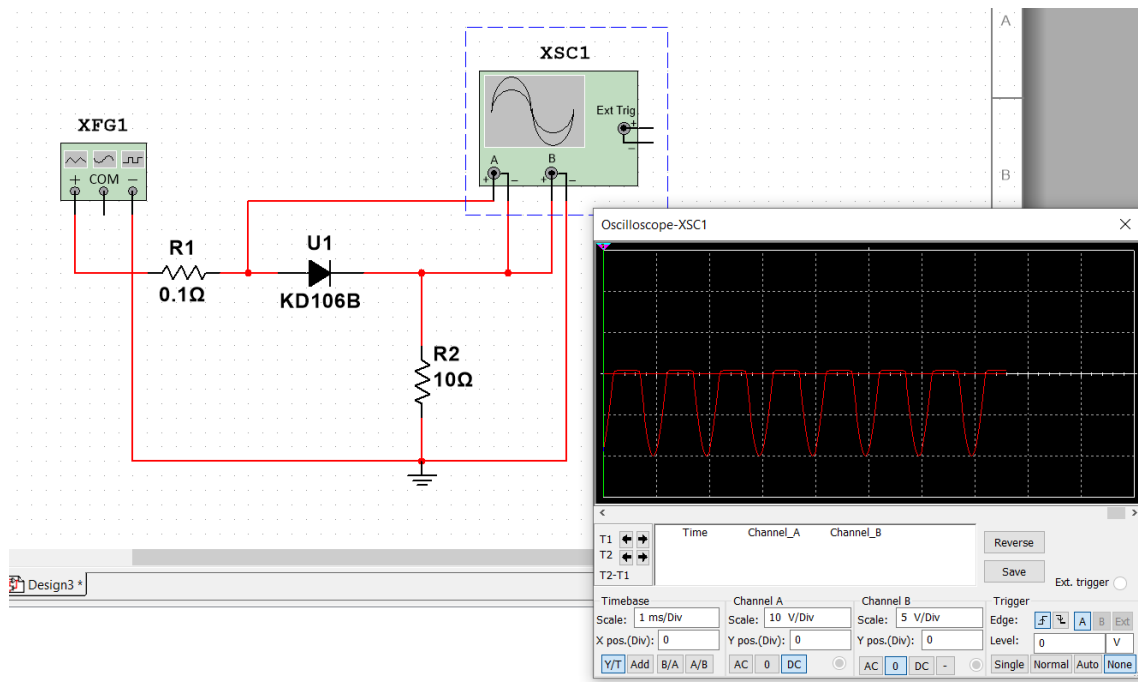 XSC1
Ext Trig
+
−
A
B
+ − + −
XFG1
+ COM −
R1
0.1Ω
U1
KD106B
R2
10Ω
A
B
Design3 *
Oscilloscope-XSC1
Time Channel_A Channel_B
T1
T2
T2-T1
Reverse
Save
Ext. trigger
Timebase
Scale: 1 ms/Div
X pos.(Div): 0
Y/T Add B/A A/B
Channel A
Scale: 10 V/Div
Y pos.(Div): 0
AC 0 DC
Channel B
Scale: 5 V/Div
Y pos.(Div): 0
AC 0 DC -
Trigger
Edge: A B Ext
Level: 0 V
Single Normal Auto None